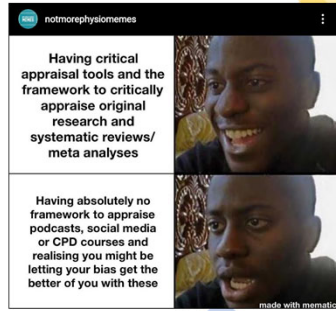 notmorephysiomemes
Having critical
appraisal tools and the
framework to critically
appraise original
research and
systematic reviews/
meta analyses
Having absolutely no
framework to appraise
podcasts, social media
or CPD courses and
realising you might be
letting your bias get the
better of you with these
made with mematic